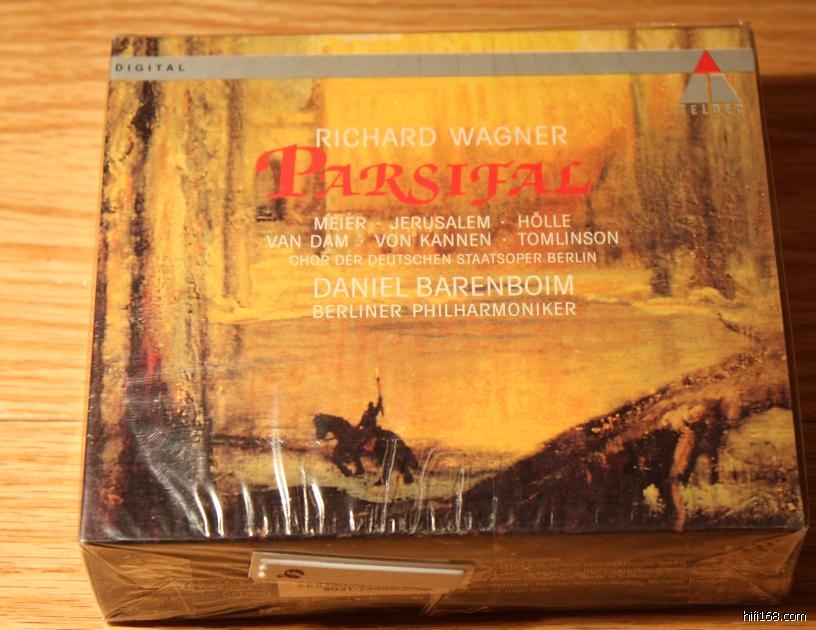 DIGITAL
TELDEC
RICHARD WAGNER
PARSIFAL
MEIER · JERUSALEM · HÖLLE
VAN DAM · VON KANNEN · TOMLINSON
CHOR DER DEUTSCHEN STAATSOPER BERLIN
DANIEL BARENBOIM
BERLINER PHILHARMONIKER
hifi168.com